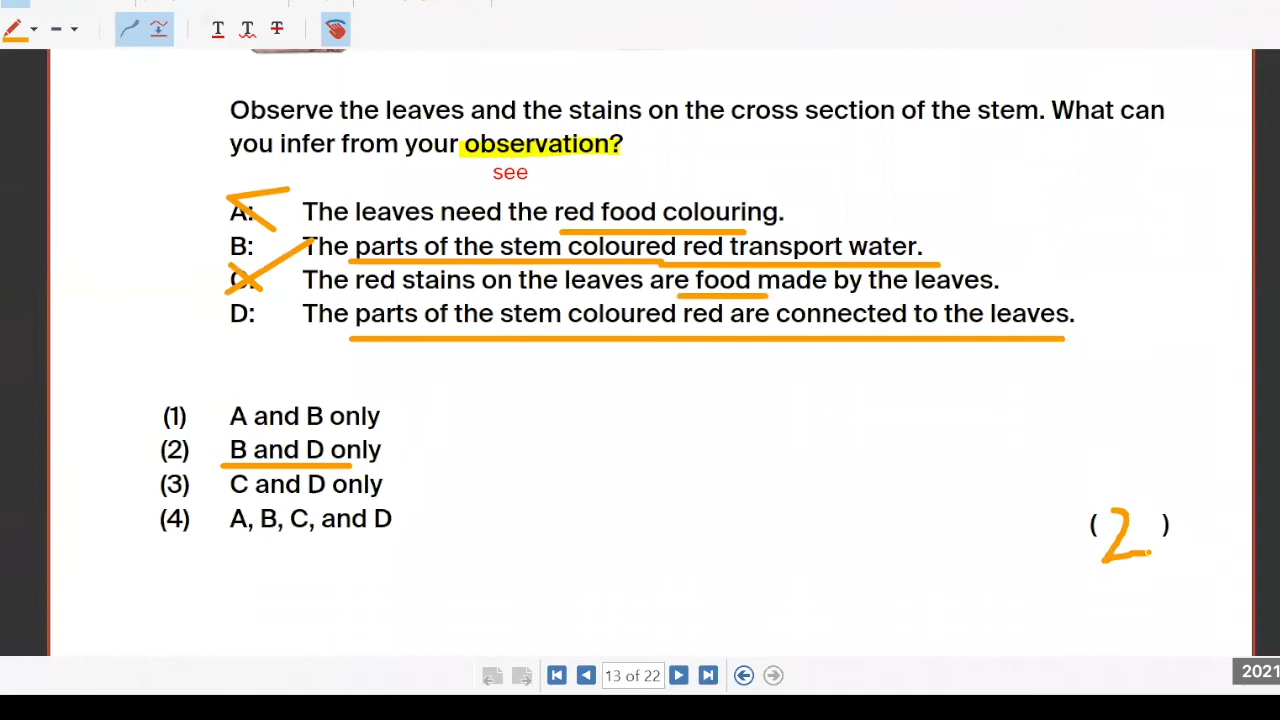 T T T
Observe the leaves and the stains on the cross section of the stem. What can
you infer from your observation?
see
A: The leaves need the red food colouring.
B: The parts of the stem coloured red transport water.
C: The red stains on the leaves are food made by the leaves.
D: The parts of the stem coloured red are connected to the leaves.
(1) A and B only
(2) B and D only
(3) C and D only
(4) A, B, C, and D
( 2 )
13 of 22
2021